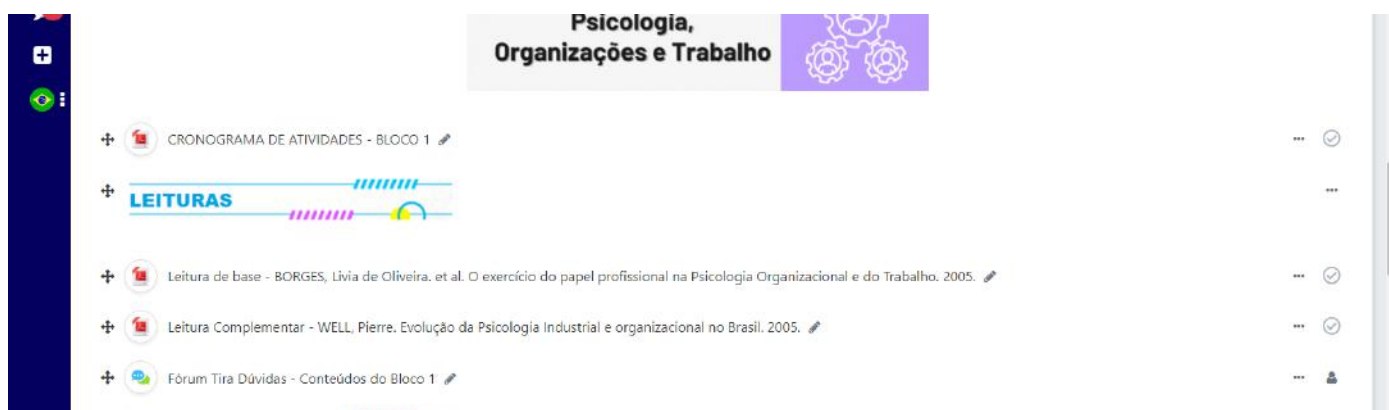 Psicologia,
Organizações e Trabalho
CRONOGRAMA DE ATIVIDADES - BLOCO 1
LEITURAS
Leitura de base - BORGES, Livia de Oliveira. et al. O exercício do papel profissional na Psicologia Organizacional e do Trabalho. 2005.
Leitura Complementar - WELL, Pierre. Evolução da Psicologia Industrial e organizacional no Brasil. 2005.
Fórum Tira Dúvidas - Conteúdos do Bloco 1